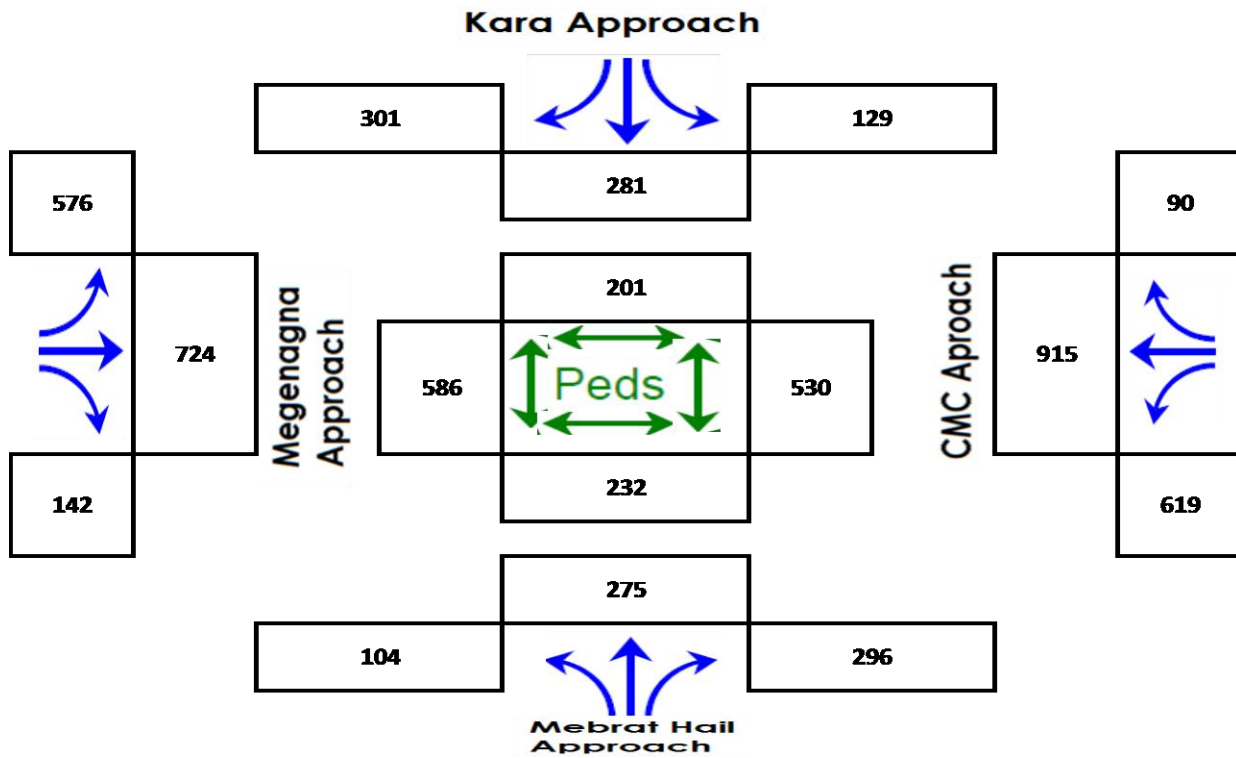 Kara Approach
301
129
281
576
90
201
Megenagna
Approach
724
586
Peds
530
CMC Aproach
915
142
232
619
275
104
296
Mebrat Hail
Approach